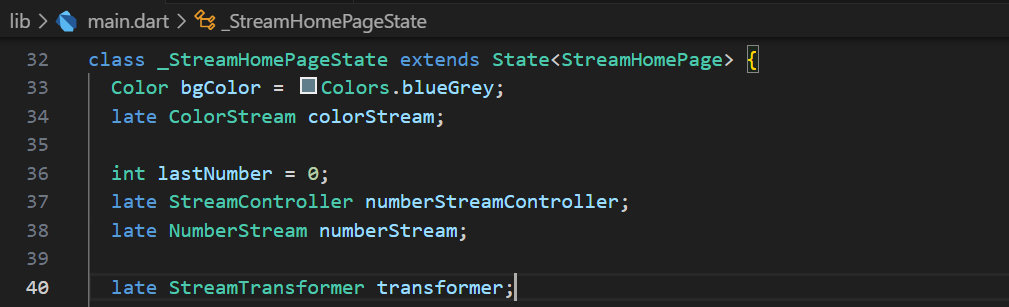 lib > main.dart > _StreamHomePageState
32 class _StreamHomePageState extends State<StreamHomePage> {
33 Color bgColor = Colors.blueGrey;
34 late ColorStream colorStream;
35
36 int lastNumber = 0;
37 late StreamController numberStreamController;
38 late NumberStream numberStream;
39
40 late StreamTransformer transformer;